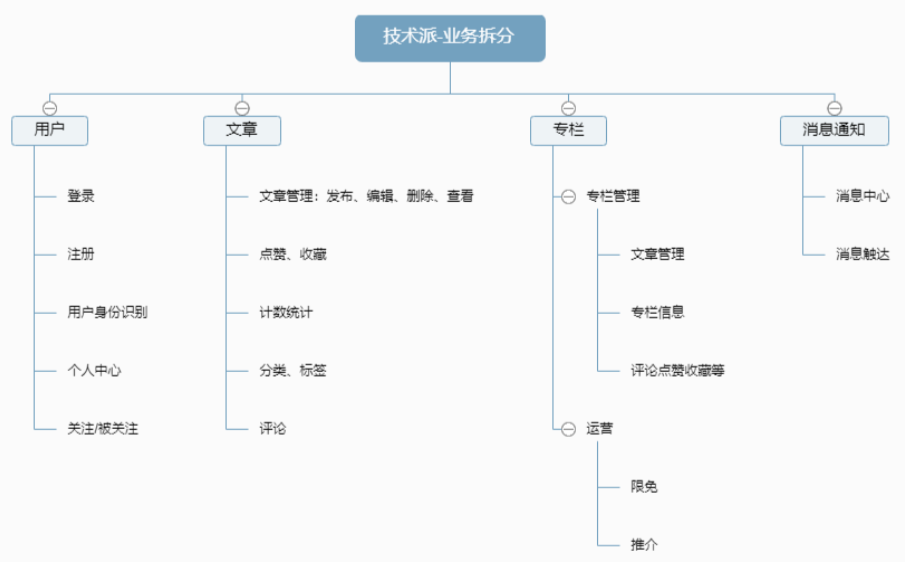 技术派-业务拆分
用户
登录
注册
用户身份识别
个人中心
关注/被关注
文章
文章管理：发布、编辑、删除、查看
点赞、收藏
计数统计
分类、标签
评论
专栏
专栏管理
文章管理
专栏信息
评论点赞收藏等
运营
限免
推介
消息通知
消息中心
消息触达